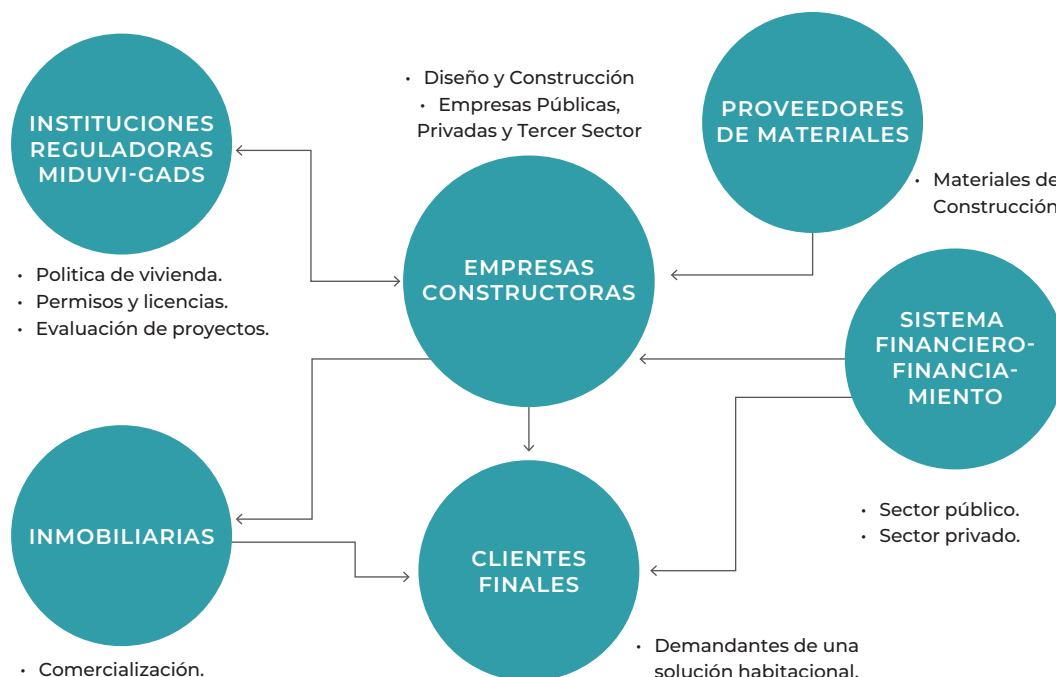 INSTITUCIONES
REGULADORAS
MIDUVI-GADS
• Politica de vivienda.
• Permisos y licencias.
• Evaluación de proyectos.
• Diseño y Construcción
• Empresas Públicas,
Privadas y Tercer Sector
EMPRESAS
CONSTRUCTORAS
PROVEEDORES
DE MATERIALES
• Materiales de
Construcción
SISTEMA
FINANCIERO-
FINANCIA-
MIENTO
• Sector público.
• Sector privado.
INMOBILIARIAS
• Comercialización.
CLIENTES
FINALES
• Demandantes de una
solución habitacional.